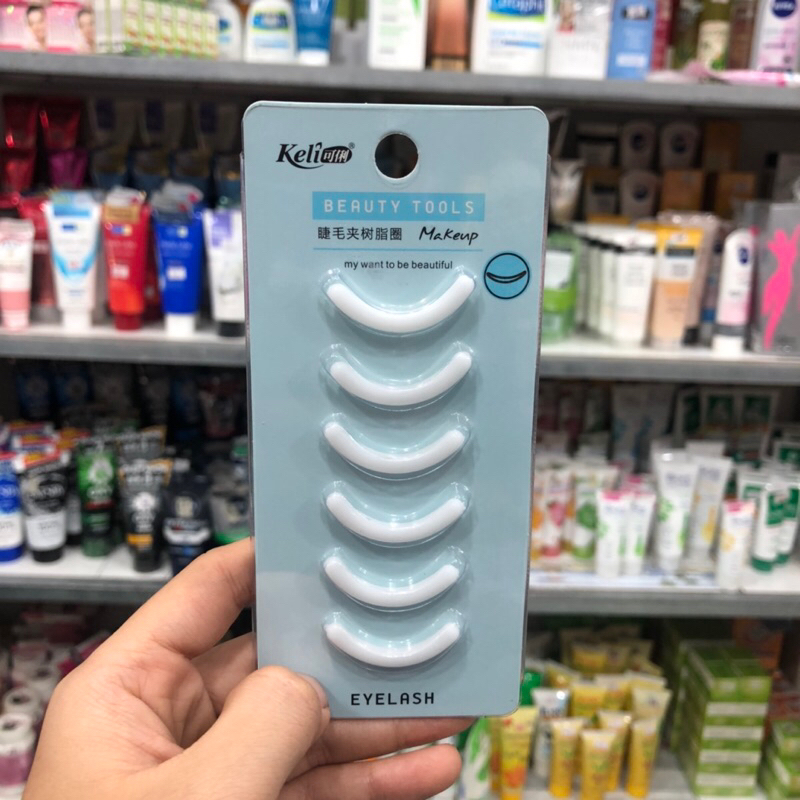 Keli可俐®
BEAUTY TOOLS
睫毛夹树脂圈 Makeup
my want to be beautiful
EYELASH